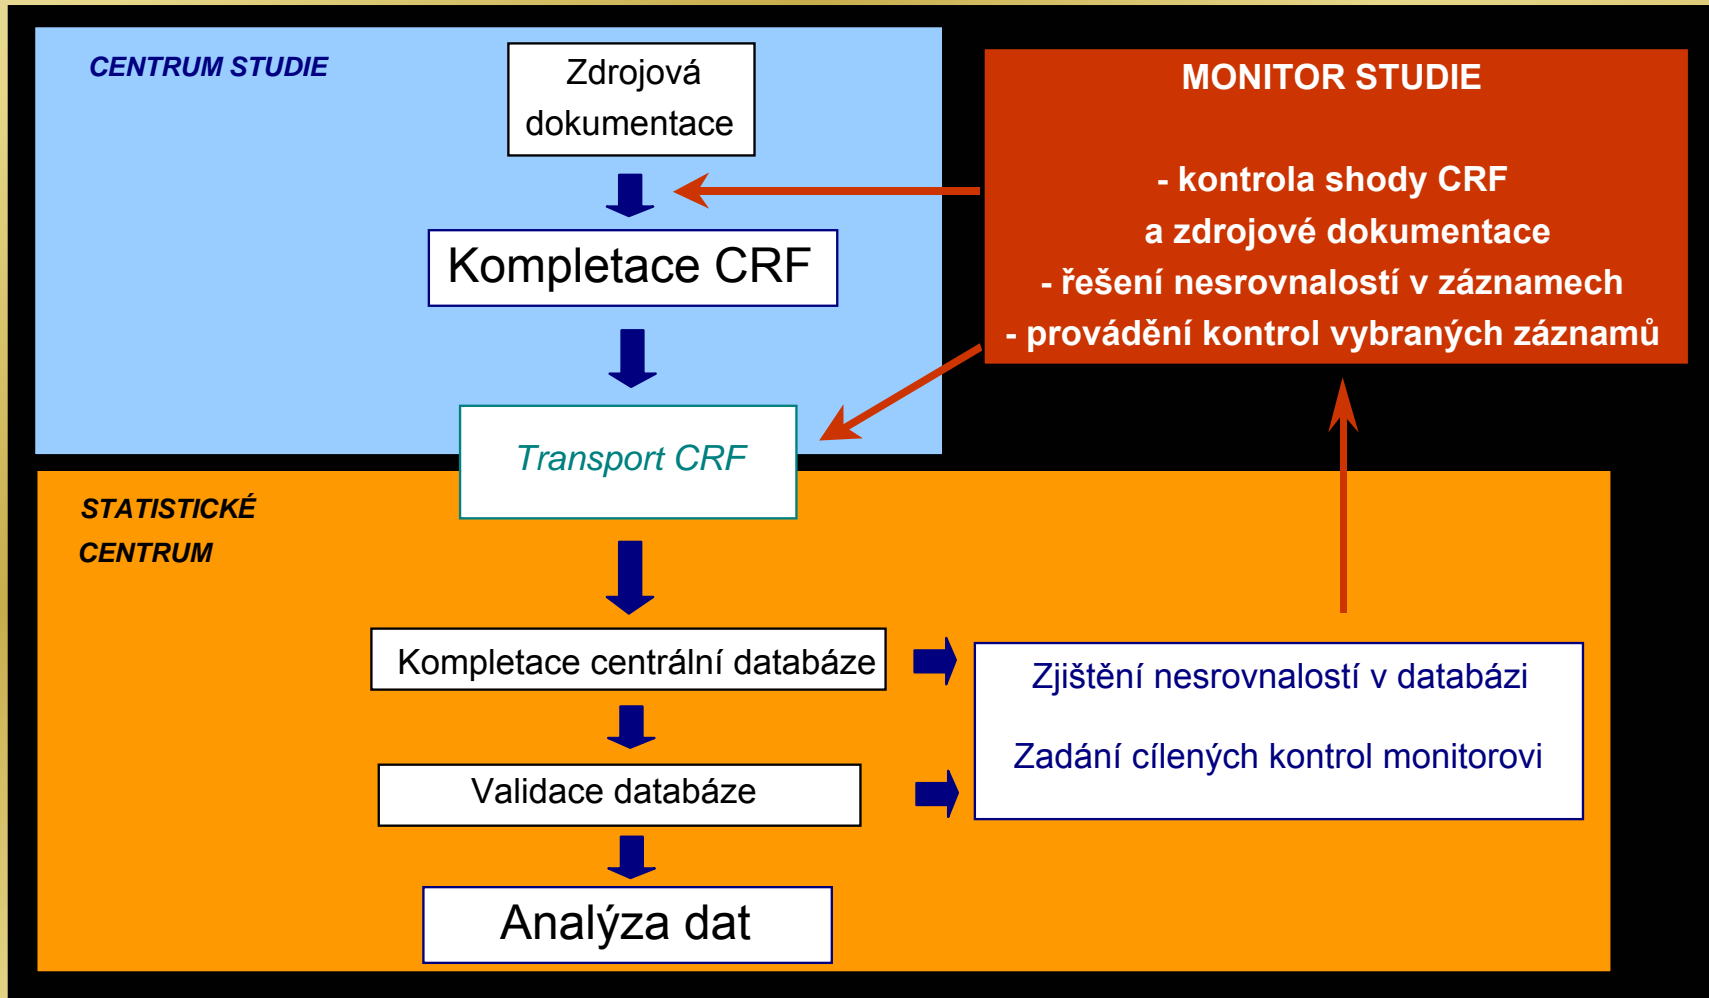 CENTRUM STUDIE
Zdrojová
dokumentace
Kompletace CRF
Transport CRF
MONITOR STUDIE
- kontrola shody CRF
a zdrojové dokumentace
- řešení nesrovnalostí v záznamech
- provádění kontrol vybraných záznamů
STATISTICKÉ
CENTRUM
Kompletace centrální databáze
Validace databáze
Analýza dat
Zjištění nesrovnalostí v databázi
Zadání cílených kontrol monitorovi